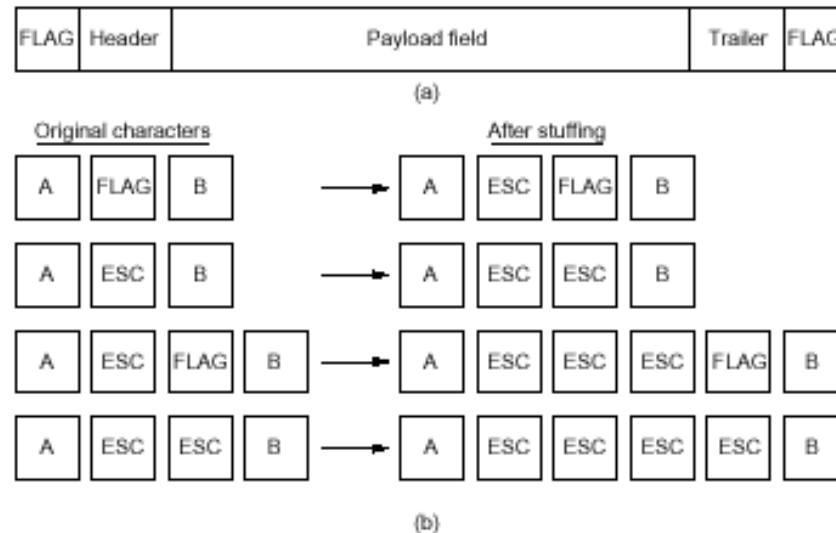 FLAG Header Payload field Trailer FLAG
(a)
Original characters After stuffing
A FLAG B A ESC FLAG B
A ESC B A ESC ESC B
A ESC FLAG B A ESC ESC ESC FLAG B
A ESC ESC B A ESC ESC ESC ESC B
(b)